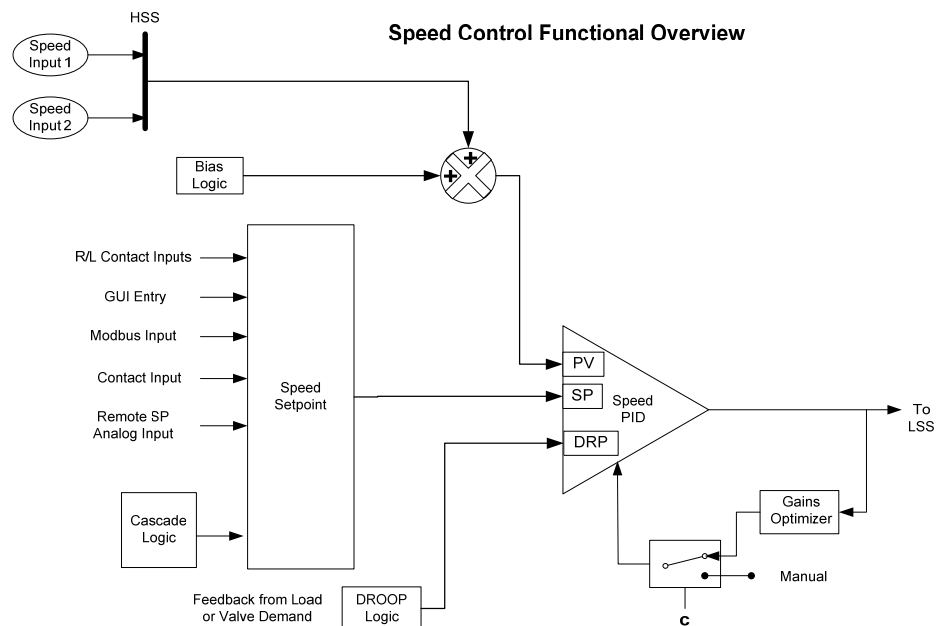 HSS
Speed Control Functional Overview
Speed
Input 1
Speed
Input 2
+
+
Bias
Logic
R/L Contact Inputs
GUI Entry
Modbus Input
Contact Input
Remote SP
Analog Input
Speed
Setpoint
PV
SP
DRP
Speed
PID
To
LSS
Cascade
Logic
Gains
Optimizer
Manual
C
Feedback from Load
or Valve Demand
DROOP
Logic